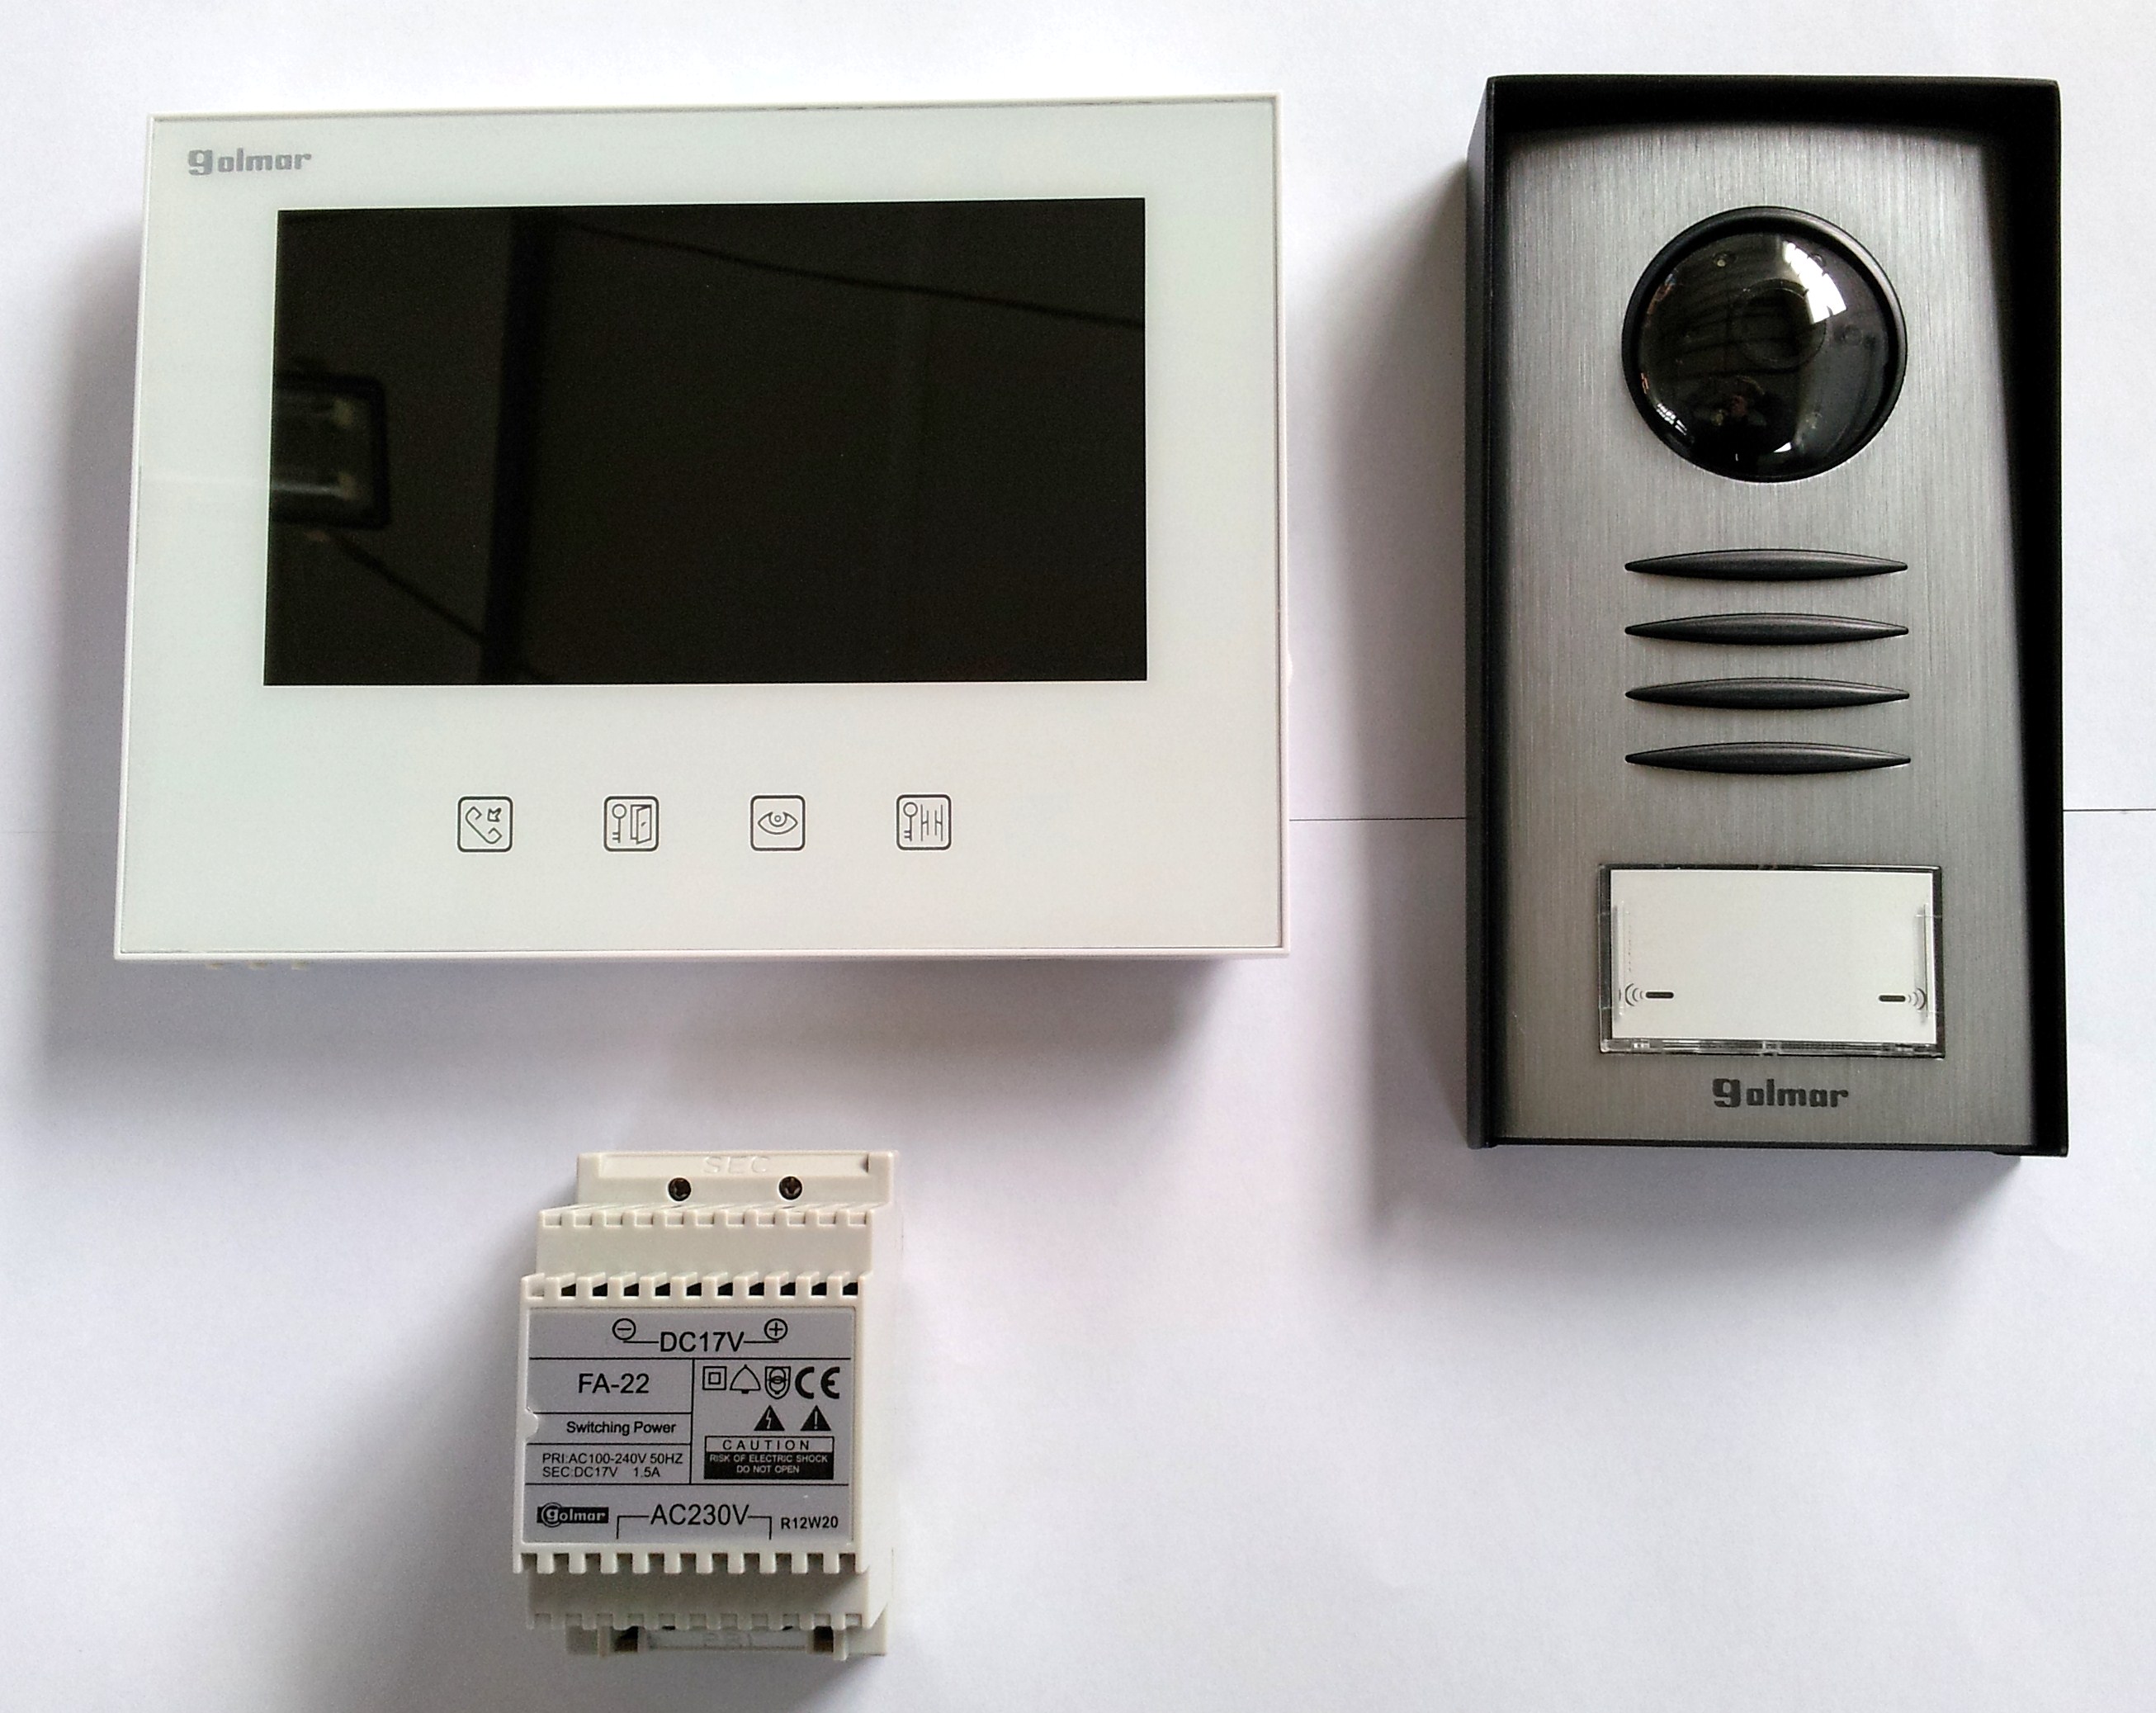 golmar
golmar
SEC
DC17V
FA-22
Switching Power
PRI:AC100-240V 50HZ
SEC:DC17V 1.5A
CE
CAUTION
RISK OF ELECTRIC SHOCK
DO NOT OPEN
golmar
AC230V
R12W20
PRI